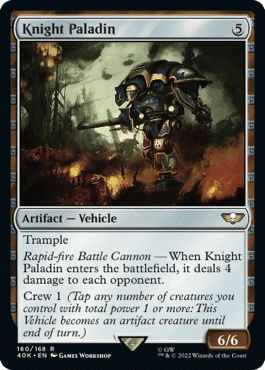 Knight Paladin 5
Artifact — Vehicle
Trample
Rapid-fire Battle Cannon — When Knight
Paladin enters the battlefield, it deals 4
damage to each opponent.
Crew 1 (Tap any number of creatures you
control with total power 1 or more: This
Vehicle becomes an artifact creature
until end of turn.)
6/6
160/168 R
40K • EN GAMES WORKSHOP
© GW
™ & © 2022 Wizards of the Coast